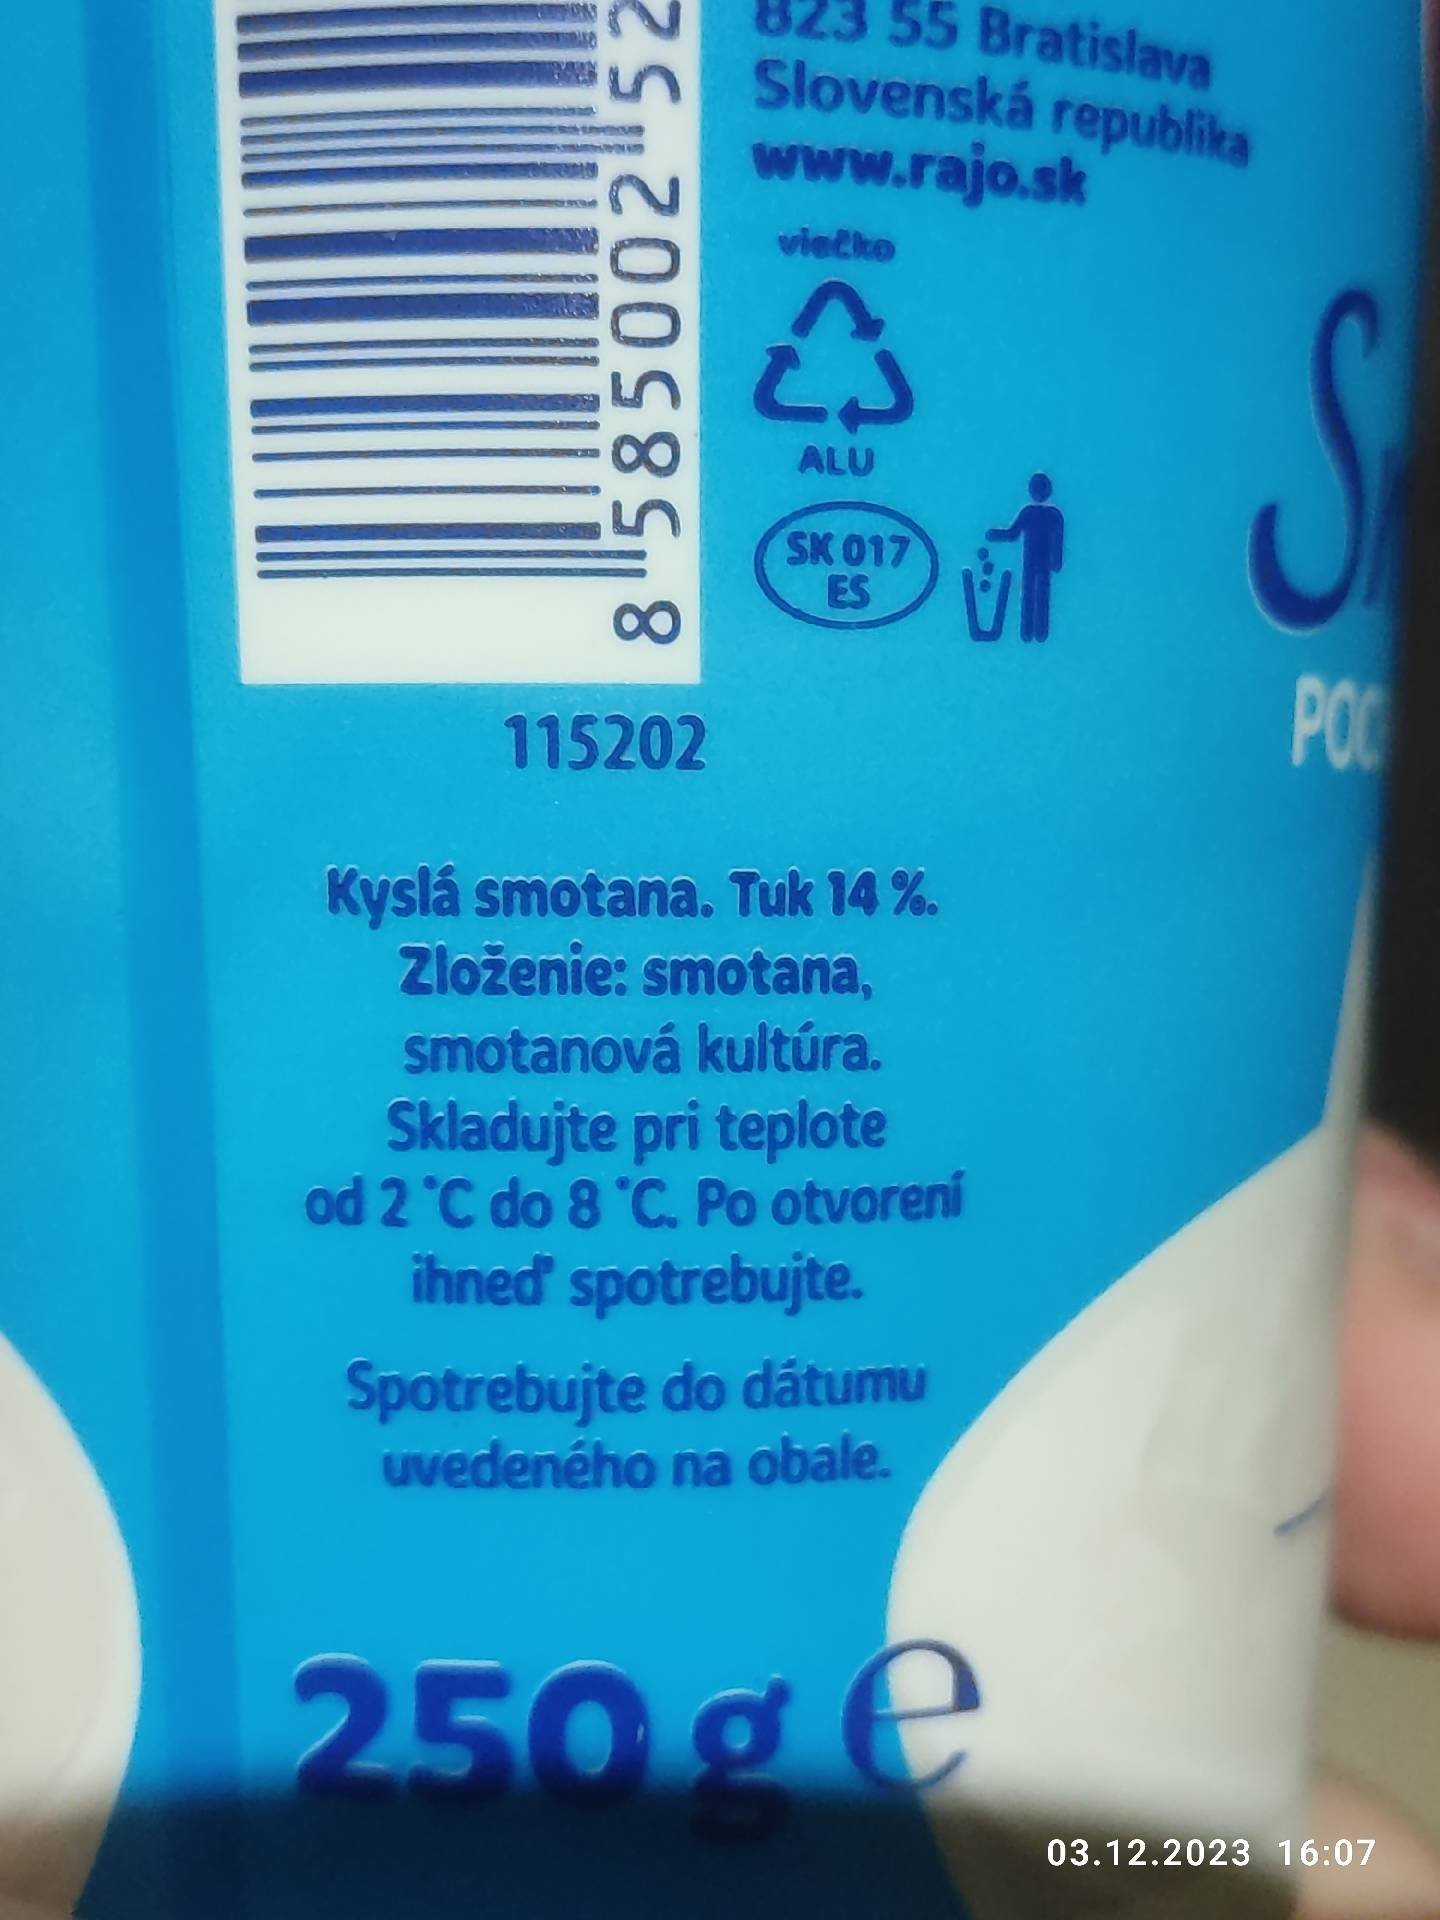 823 55 Bratislava
Slovenská republika
www.rajo.sk
viečko
ALU
SK 017
ES
8 585002 52
115202
Kyslá smotana. Tuk 14 %.
Zloženie: smotana,
smotanová kultúra.
Skladujte pri teplote
od 2 °C do 8 °C. Po otvorení
ihneď spotrebujte.
Spotrebujte do dátumu
uvedeného na obale.
250 g e
03.12.2023 16:07